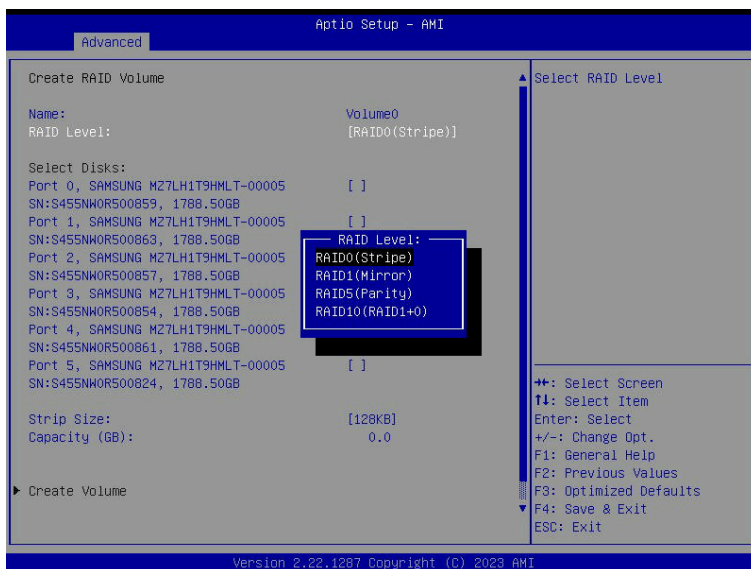 Aptio Setup - AMI
Advanced
Create RAID Volume
Name: Volume0
RAID Level: [RAID0(Stripe)]
Select Disks:
Port 0, SAMSUNG MZ7LH1T9HMLT-00005 [ ]
SN:S455NW0R500859, 1788.50GB
Port 1, SAMSUNG MZ7LH1T9HMLT-00005 [ ]
SN:S455NW0R500863, 1788.50GB
Port 2, SAMSUNG MZ7LH1T9HMLT-00005
SN:S455NW0R500857, 1788.50GB
Port 3, SAMSUNG MZ7LH1T9HMLT-00005
SN:S455NW0R500854, 1788.50GB
Port 4, SAMSUNG MZ7LH1T9HMLT-00005
SN:S455NW0R500861, 1788.50GB
Port 5, SAMSUNG MZ7LH1T9HMLT-00005 [ ]
SN:S455NW0R500824, 1788.50GB
Strip Size: [128KB]
Capacity (GB): 0.0
Create Volume
RAID Level:
RAID0(Stripe)
RAID1(Mirror)
RAID5(Parity)
RAID10(RAID1+0)
Select RAID Level
→←: Select Screen
↑↓: Select Item
Enter: Select
+/-: Change Opt.
F1: General Help
F2: Previous Values
F3: Optimized Defaults
F4: Save & Exit
ESC: Exit
Version 2.22.1287 Copyright (C) 2023 AMI